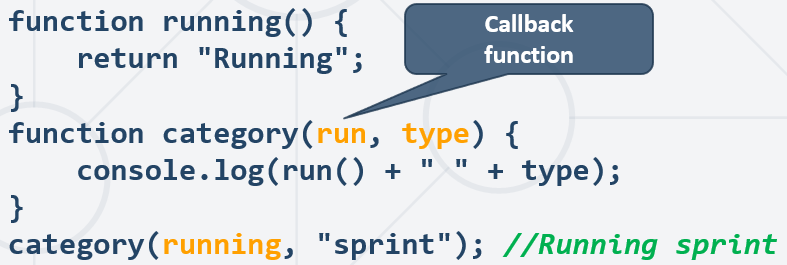 function running() {
    return "Running";
}
Callback
function
function category(run, type) {
    console.log(run() + " " + type);
}
category(running, "sprint"); //Running sprint